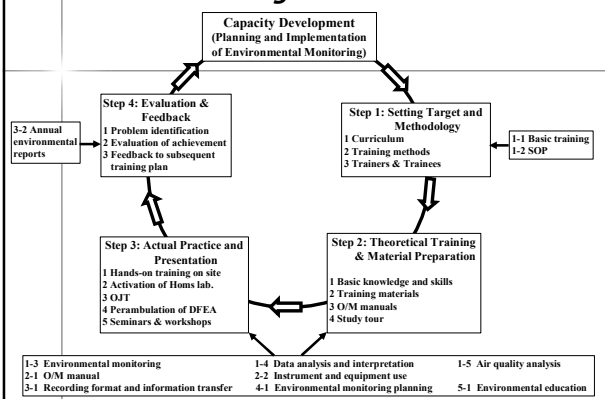 Capacity Development
(Planning and Implementation
of Environmental Monitoring)
Step 4: Evaluation &
Feedback
1 Problem identification
2 Evaluation of achievement
3 Feedback to subsequent
training plan
3-2 Annual
environmental
reports
Step 1: Setting Target and
Methodology
1 Curriculum
2 Training methods
3 Trainers & Trainees
1-1 Basic training
1-2 SOP
Step 3: Actual Practice and
Presentation
1 Hands-on training on site
2 Activation of Homs lab.
3 OJT
4 Perambulation of DFEA
5 Seminars & workshops
Step 2: Theoretical Training
& Material Preparation
1 Basic knowledge and skills
2 Training materials
3 O/M manuals
4 Study tour
1-3 Environmental monitoring 1-4 Data analysis and interpretation 1-5 Air quality analysis
2-1 O/M manual 2-2 Instrument and equipment use
3-1 Recording format and information transfer 4-1 Environmental monitoring planning 5-1 Environmental education